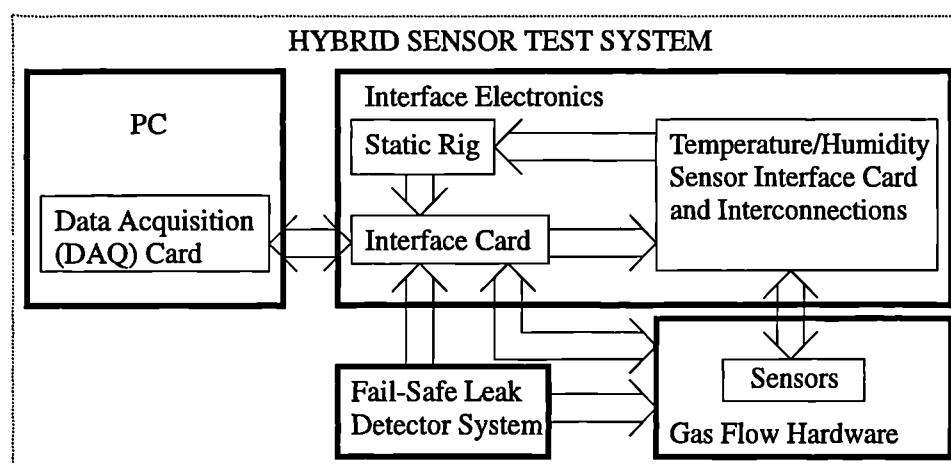 HYBRID SENSOR TEST SYSTEM
PC
Data Acquisition
(DAQ) Card
Interface Electronics
Static Rig
Interface Card
Temperature/Humidity
Sensor Interface Card
and Interconnections
Fail-Safe Leak
Detector System
Sensors
Gas Flow Hardware